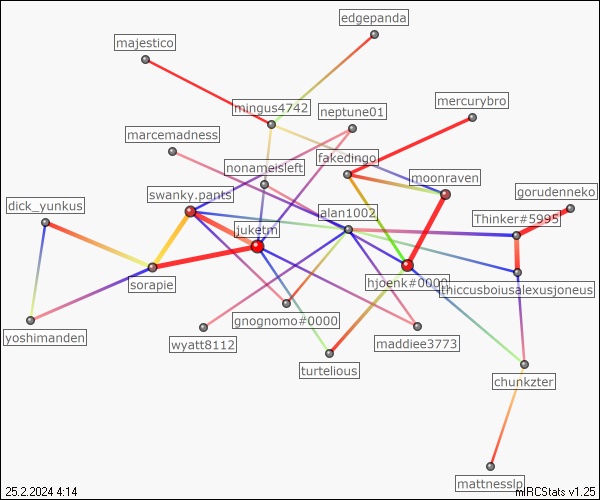 edgepanda
majestico
mingus4742
neptune01
mercurybro
marcemadness
fakedingo
nonameisleft
moonraven
swanky.pants
gorudenneko
dick_yunkus
alan1002
Thinker#5995
juketm
sorapie
hjoenk#0000
thiccusboiusalexusjoneus
gnognomo#0000
yoshimanden
wyatt8112
maddiee3773
turtelious
chunkzter
mattnesslp
25.2.2024 4:14
mIRCStats v1.25